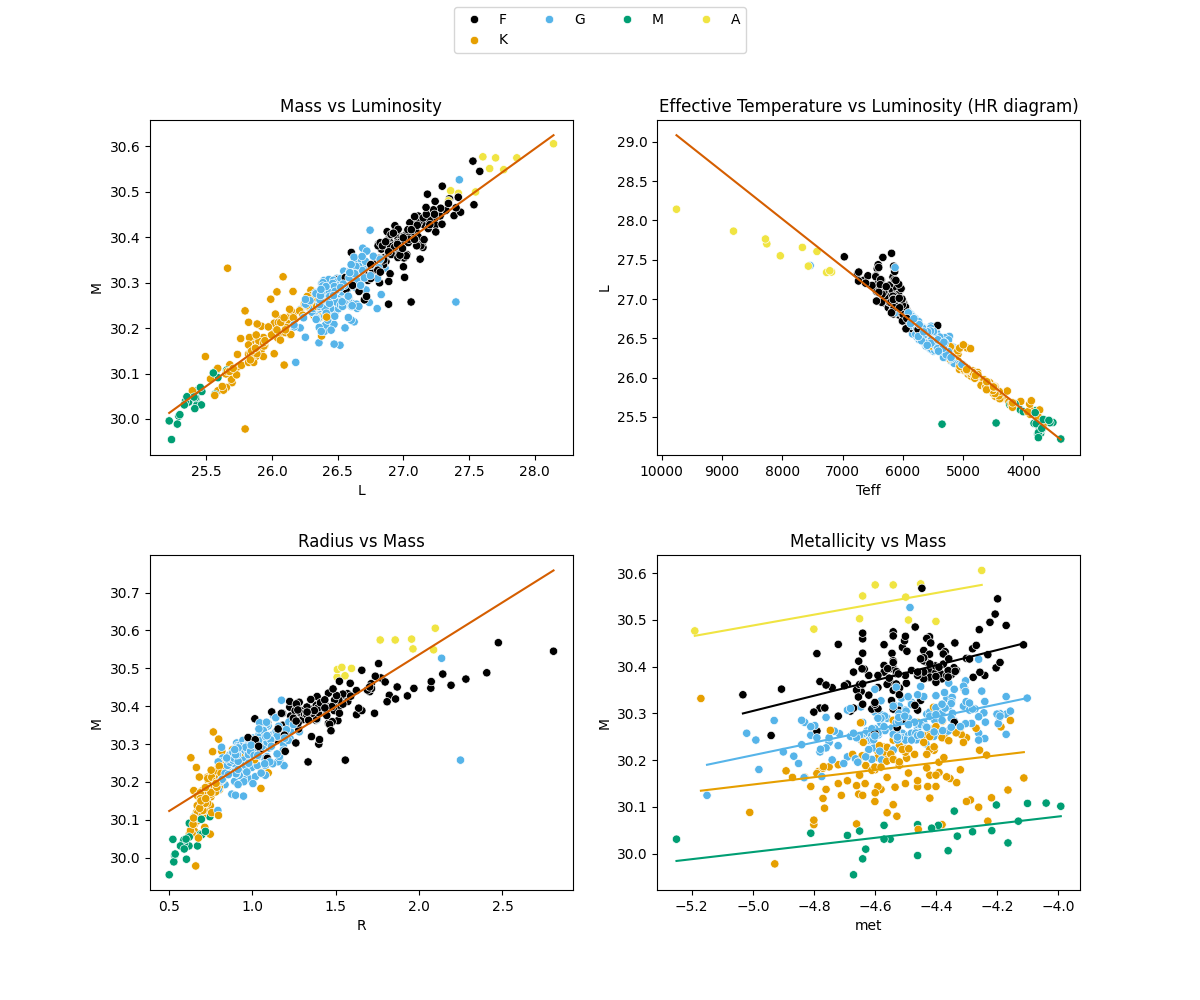 F G M A
K
Mass vs Luminosity
Effective Temperature vs Luminosity (HR diagram)
30.6
30.5
30.4
30.3
30.2
30.1
30.0
M
25.5 26.0 26.5 27.0 27.5 28.0
L
29.0
28.5
28.0
27.5
27.0
26.5
26.0
25.5
L
10000 9000 8000 7000 6000 5000 4000
Teff
Radius vs Mass
Metallicity vs Mass
30.7
30.6
30.5
30.4
30.3
30.2
30.1
30.0
M
0.5 1.0 1.5 2.0 2.5
R
30.6
30.5
30.4
30.3
30.2
30.1
30.0
M
−5.2 −5.0 −4.8 −4.6 −4.4 −4.2 −4.0
met